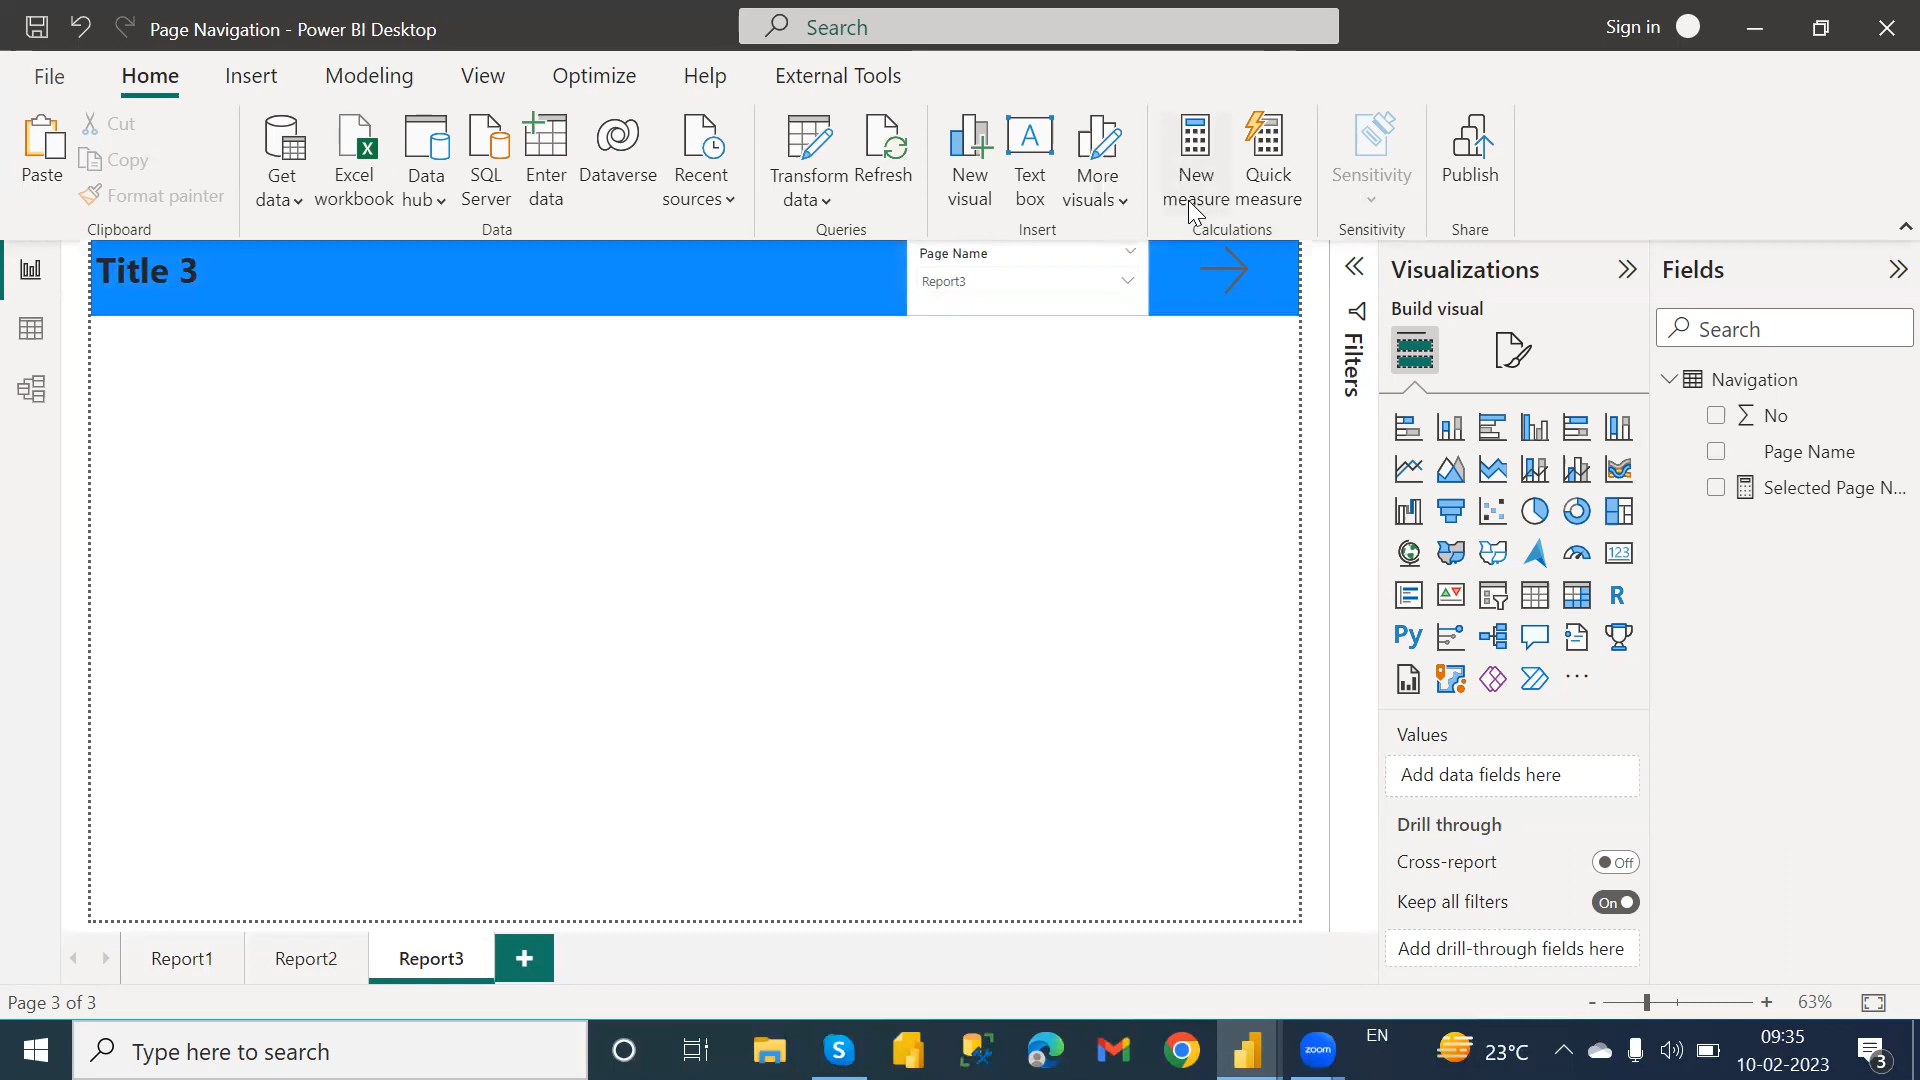 Page Navigation - Power BI Desktop
Search
Sign in
File
Home
Insert
Modeling
View
Optimize
Help
External Tools
Paste
Cut
Copy
Format painter
Clipboard
Get data
Excel workbook
Data hub
SQL Server
Enter data
Dataverse
Recent sources
Data
Transform data
Refresh
Queries
New visual
Text box
More visuals
Insert
New measure
Quick measure
Calculations
Sensitivity
Sensitivity
Publish
Share
Title 3
Page Name
Report3
Filters
Visualizations
Build visual
123
R
Py
Values
Add data fields here
Drill through
Cross-report
Off
Keep all filters
On
Add drill-through fields here
Fields
Search
Navigation
No
Page Name
Selected Page N...
Report1
Report2
Report3
Page 3 of 3
63%
Type here to search
zoom
EN
23°C
09:35
10-02-2023
3